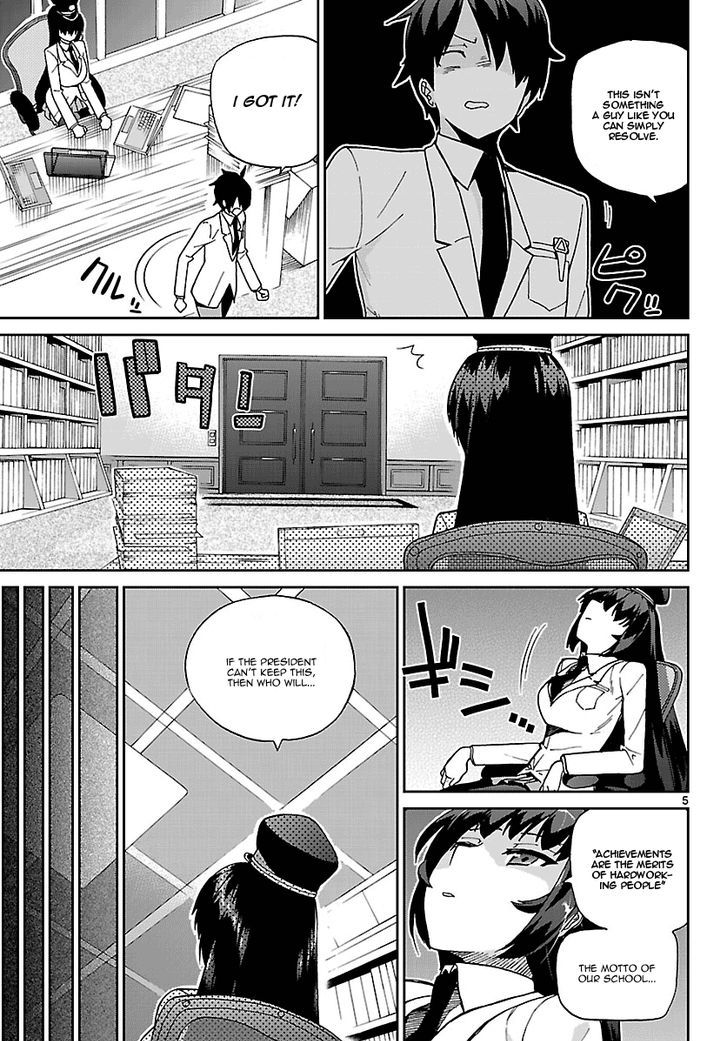 THIS ISN'T
SOMETHING
A GUY LIKE YOU
CAN SIMPLY
RESOLVE.
ピクッ
I GOT IT!
クルッ
バタン
ギシ...
"ACHIEVEMENTS
ARE THE MERITS
OF HARDWORK-
ING PEOPLE"
THE MOTTO OF
OUR SCHOOL...
IF THE PRESIDENT
CAN'T KEEP THIS,
THEN WHO WILL...
5